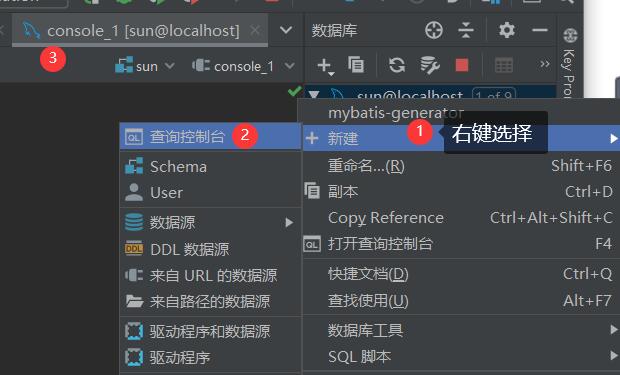 console_1 [sun@localhost]
数据库
3
sun
console_1
sun@localhost 1 of 9
Key Pro
mybatis-generator
查询控制台 2
新建 1 右键选择
Schema
重命名...(R) Shift+F6
User
副本 Ctrl+D
数据源
Copy Reference Ctrl+Alt+Shift+C
DDL 数据源
打开查询控制台 F4
来自 URL 的数据源
快捷文档(D) Ctrl+Q
来自路径的数据源
查找使用(U) Alt+F7
驱动程序和数据源
数据库工具
驱动程序
SQL 脚本